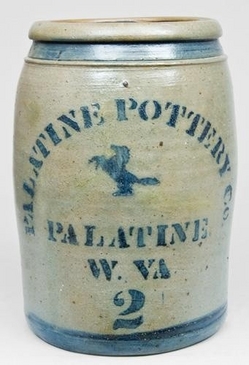 PALATINE POTTERY CO
PALATINE
W. VA
2